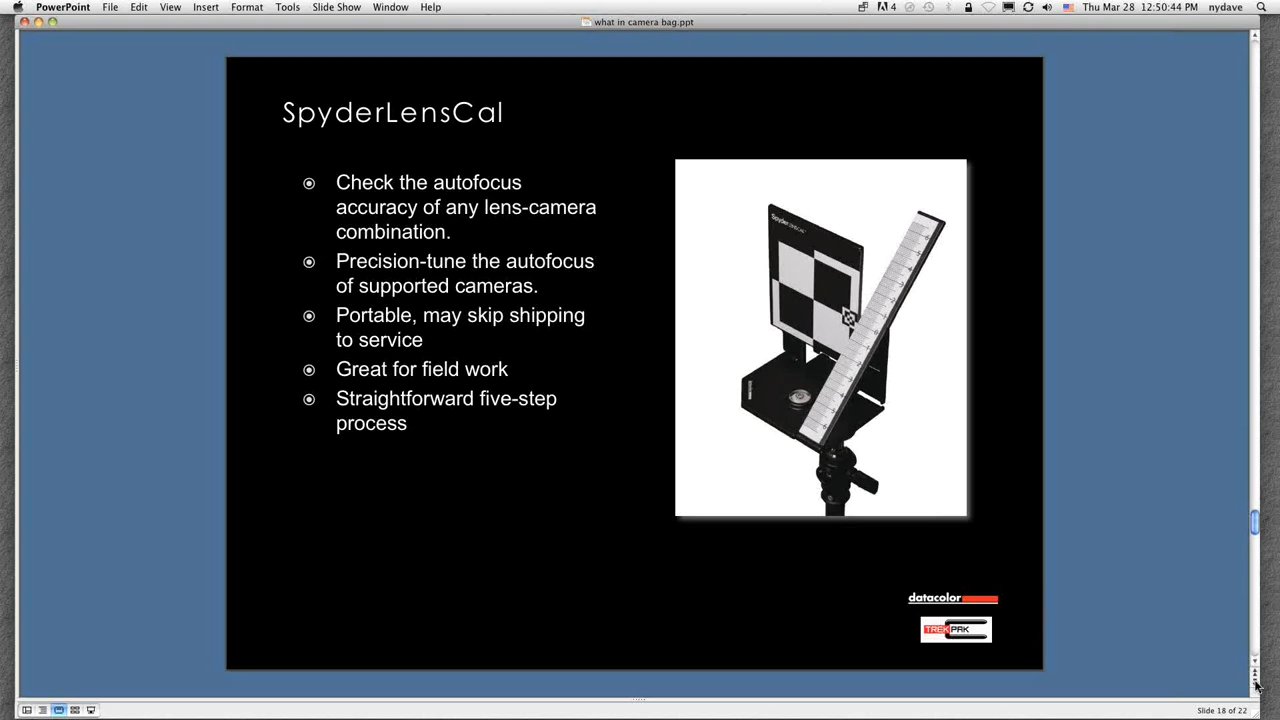 PowerPoint File Edit View Insert Format Tools Slide Show Window Help 4 Thu Mar 28 12:50:44 PM nydave
what in camera bag.ppt
SpyderLensCal
Check the autofocus
accuracy of any lens-camera
combination.
Precision-tune the autofocus
of supported cameras.
Portable, may skip shipping
to service
Great for field work
Straightforward five-step
process
SpyderLensCal
datacolor
TREKPAK
Slide 18 of 22